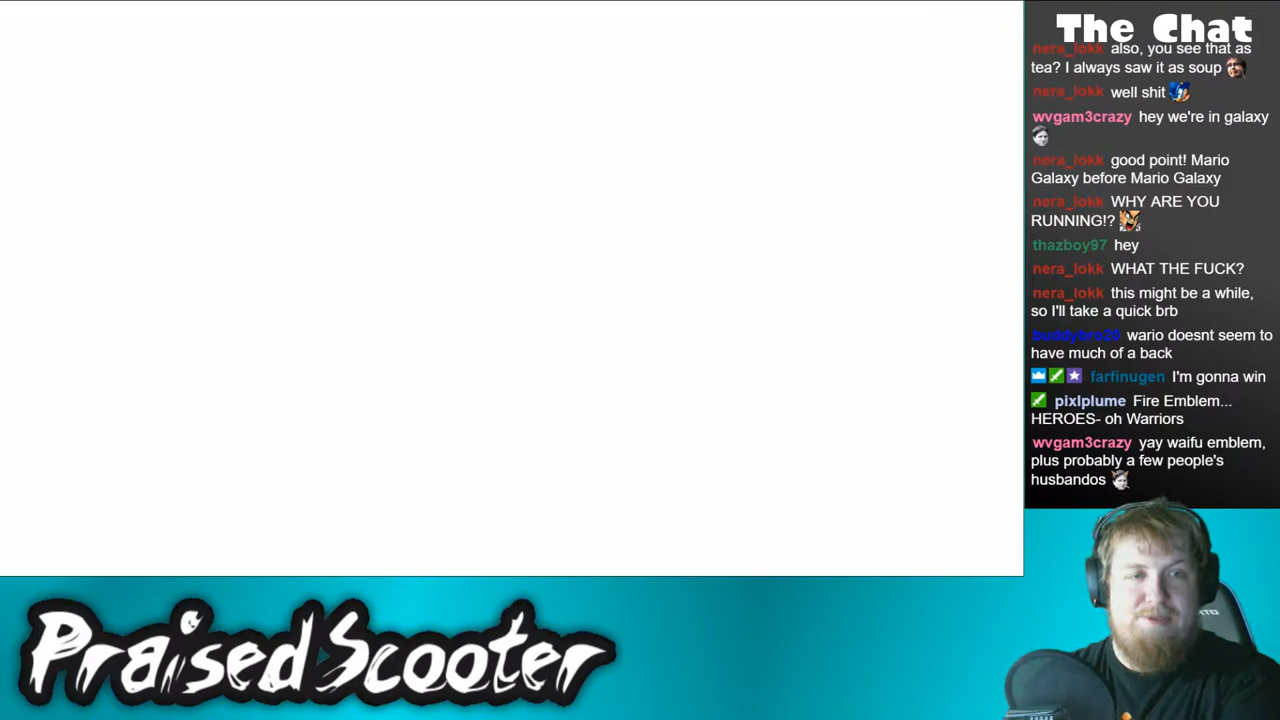 The Chat
nera_lokk also, you see that as
tea? I always saw it as soup
nera_lokk well shit
wvgam3crazy hey we're in galaxy
nera_lokk good point! Mario
Galaxy before Mario Galaxy
nera_lokk WHY ARE YOU
RUNNING!?
thazboy97 hey
nera_lokk WHAT THE FUCK?
nera_lokk this might be a while,
so I'll take a quick brb
buddybro20 wario doesnt seem to
have much of a back
farfinugen I'm gonna win
pixlplume Fire Emblem...
HEROES- oh Warriors
wvgam3crazy yay waifu emblem,
plus probably a few people's
husbandos
PraisedScooter